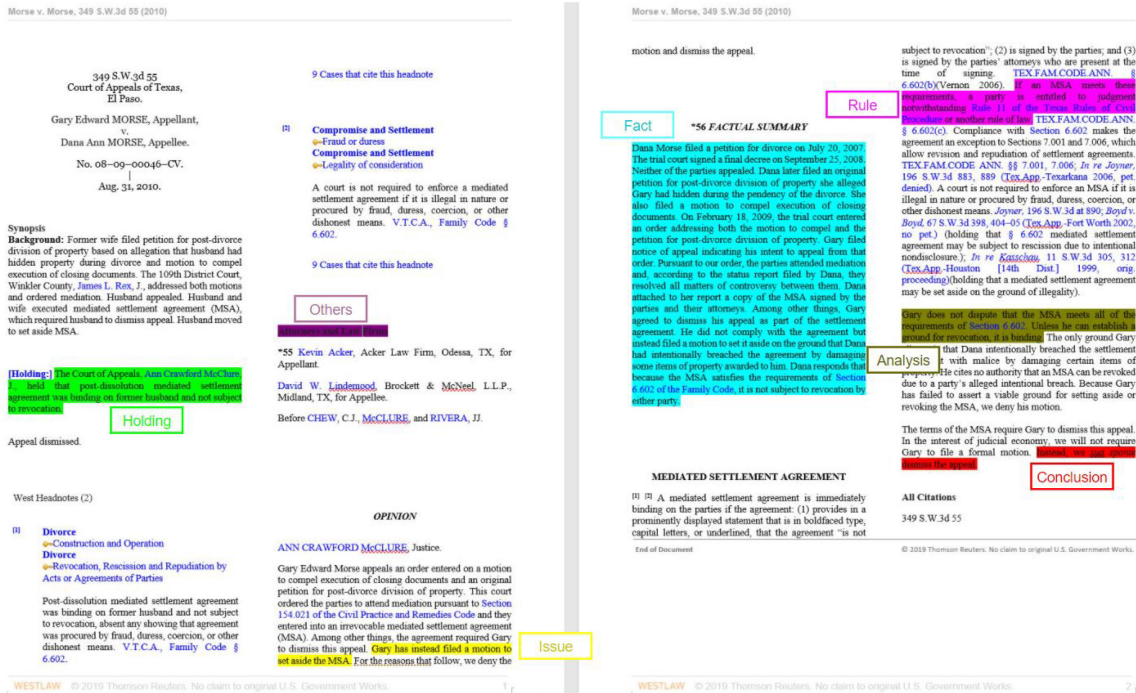 Morse v. Morse, 349 S.W.3d 55 (2010)
349 S.W.3d 55
Court of Appeals of Texas,
El Paso.
Gary Edward MORSE, Appellant,
v.
Dana Ann MORSE, Appellee.
No. 08–09–00046–CV.
|
Aug. 31, 2010.
Synopsis
Background: Former wife filed petition for post-divorce
division of property based on allegation that husband had
hidden property during divorce and motion to compel
execution of closing documents. The 109th District Court,
Winkler County, James L. Rex, J., addressed both motions
and ordered mediation. Husband appealed. Husband and
wife executed mediated settlement agreement (MSA),
which required husband to dismiss appeal. Husband moved
to set aside MSA.
[Holding:] The Court of Appeals, Ann Crawford McClure,
J., held that post-dissolution mediated settlement
agreement was binding on former husband and not subject
to revocation.
Holding
Appeal dismissed.
West Headnotes (2)
[1] Divorce
Construction and Operation
Divorce
Revocation, Rescission and Repudiation by
Acts or Agreements of Parties
Post-dissolution mediated settlement agreement
was binding on former husband and not subject
to revocation, absent any showing that agreement
was procured by fraud, duress, coercion, or other
dishonest means. V.T.C.A., Family Code §
6.602.
9 Cases that cite this headnote
[2] Compromise and Settlement
Fraud or duress
Compromise and Settlement
Legality of consideration
A court is not required to enforce a mediated
settlement agreement if it is illegal in nature or
procured by fraud, duress, coercion, or other
dishonest means. V.T.C.A., Family Code §
6.602.
9 Cases that cite this headnote
Others
Attorneys and Law Firms
*55 Kevin Acker, Acker Law Firm, Odessa, TX, for
Appellant.
David W. Lindemood, Brockett & McNeel, L.L.P.,
Midland, TX, for Appellee.
Before CHEW, C.J., McCLURE, and RIVERA, JJ.
OPINION
ANN CRAWFORD McCLURE, Justice.
Gary Edward Morse appeals an order entered on a motion
to compel execution of closing documents and an original
petition for post-divorce division of property. This court
ordered the parties to attend mediation pursuant to Section
154.021 of the Civil Practice and Remedies Code and they
entered into an irrevocable mediated settlement agreement
(MSA). Among other things, the agreement required Gary
to dismiss this appeal. Gary has instead filed a motion to
set aside the MSA. For the reasons that follow, we deny the
Issue
WESTLAW © 2019 Thomson Reuters. No claim to original U.S. Government Works. 1
Morse v. Morse, 349 S.W.3d 55 (2010)
motion and dismiss the appeal.
Fact
*56 FACTUAL SUMMARY
Dana Morse filed a petition for divorce on July 20, 2007.
The trial court signed a final decree on September 25, 2008.
Neither of the parties appealed. Dana later filed an original
petition for post-divorce division of property she alleged
Gary had hidden during the pendency of the divorce. She
also filed a motion to compel execution of closing
documents. On February 18, 2009, the trial court entered
an order addressing both the motion to compel and the
petition for post-divorce division of property. Gary filed
notice of appeal indicating his intent to appeal from that
order. Pursuant to our order, the parties attended mediation
and, according to the status report filed by Dana, they
resolved all matters of controversy between them. Dana
attached to her report a copy of the MSA signed by the
parties and their attorneys. Among other things, Gary
agreed to dismiss his appeal as part of the settlement
agreement. He did not comply with the agreement but
instead filed a motion to set it aside on the ground that Dana
had intentionally breached the agreement by damaging
some items of property awarded to him. Dana responds that
because the MSA satisfies the requirements of Section
6.602 of the Family Code, it is not subject to revocation by
either party.
MEDIATED SETTLEMENT AGREEMENT
[1] [2] A mediated settlement agreement is immediately
binding on the parties if the agreement: (1) provides in a
prominently displayed statement that is in boldfaced type,
capital letters, or underlined, that the agreement “is not
End of Document
subject to revocation”; (2) is signed by the parties; and (3)
is signed by the parties’ attorneys who are present at the
time of signing. TEX.FAM.CODE.ANN. §
6.602(b)(Vernon 2006). If an MSA meets these
requirements, a party is entitled to judgment
notwithstanding Rule 11 of the Texas Rules of Civil
Procedure or another rule of law. TEX.FAM.CODE.ANN.
§ 6.602(c). Compliance with Section 6.602 makes the
agreement an exception to Sections 7.001 and 7.006, which
allow revision and repudiation of settlement agreements.
TEX.FAM.CODE ANN. §§ 7.001, 7.006; In re Joyner,
196 S.W.3d 883, 889 (Tex.App.-Texarkana 2006, pet.
denied). A court is not required to enforce an MSA if it is
illegal in nature or procured by fraud, duress, coercion, or
other dishonest means. Joyner, 196 S.W.3d at 890; Boyd v.
Boyd, 67 S.W.3d 398, 404–05 (Tex.App.-Fort Worth 2002,
no pet.) (holding that § 6.602 mediated settlement
agreement may be subject to rescission due to intentional
nondisclosure.); In re Kasschau, 11 S.W.3d 305, 312
(Tex.App.-Houston [14th Dist.] 1999, orig.
proceeding)(holding that a mediated settlement agreement
may be set aside on the ground of illegality).
Rule
Gary does not dispute that the MSA meets all of the
requirements of Section 6.602. Unless he can establish a
ground for revocation, it is binding. The only ground Gary
that Dana intentionally breached the settlement
with malice by damaging certain items of
property. He cites no authority that an MSA can be revoked
due to a party’s alleged intentional breach. Because Gary
has failed to assert a viable ground for setting aside or
revoking the MSA, we deny his motion.
Analysis
The terms of the MSA require Gary to dismiss this appeal.
In the interest of judicial economy, we will not require
Gary to file a formal motion. Instead, we sua sponte
dismiss the appeal.
Conclusion
All Citations
349 S.W.3d 55
© 2019 Thomson Reuters. No claim to original U.S. Government Works.
WESTLAW © 2019 Thomson Reuters. No claim to original U.S. Government Works. 2